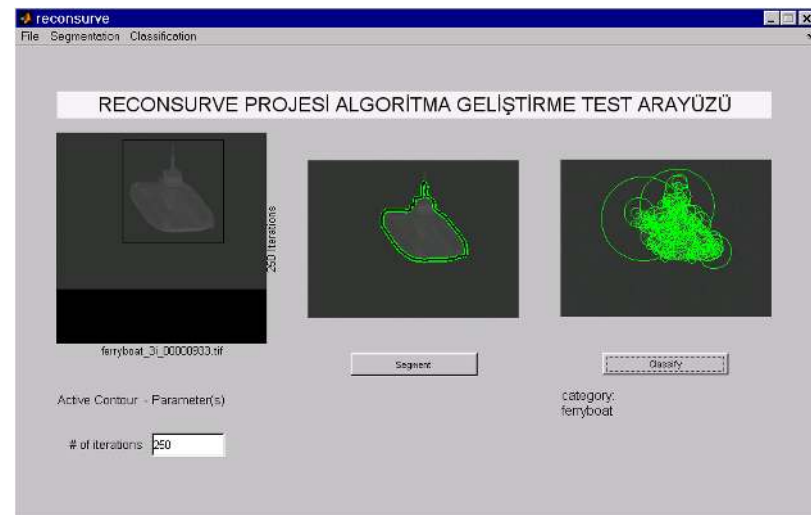 reconsurve
File Segmentation Classification
RECONSURVE PROJESİ ALGORİTMA GELİŞTİRME TEST ARAYÜZÜ
250 Iterations
ferryboat_3i_00000933.tif
Segment
Classify
Active Contour - Parameter(s)
category:
ferryboat
# of iterations 250